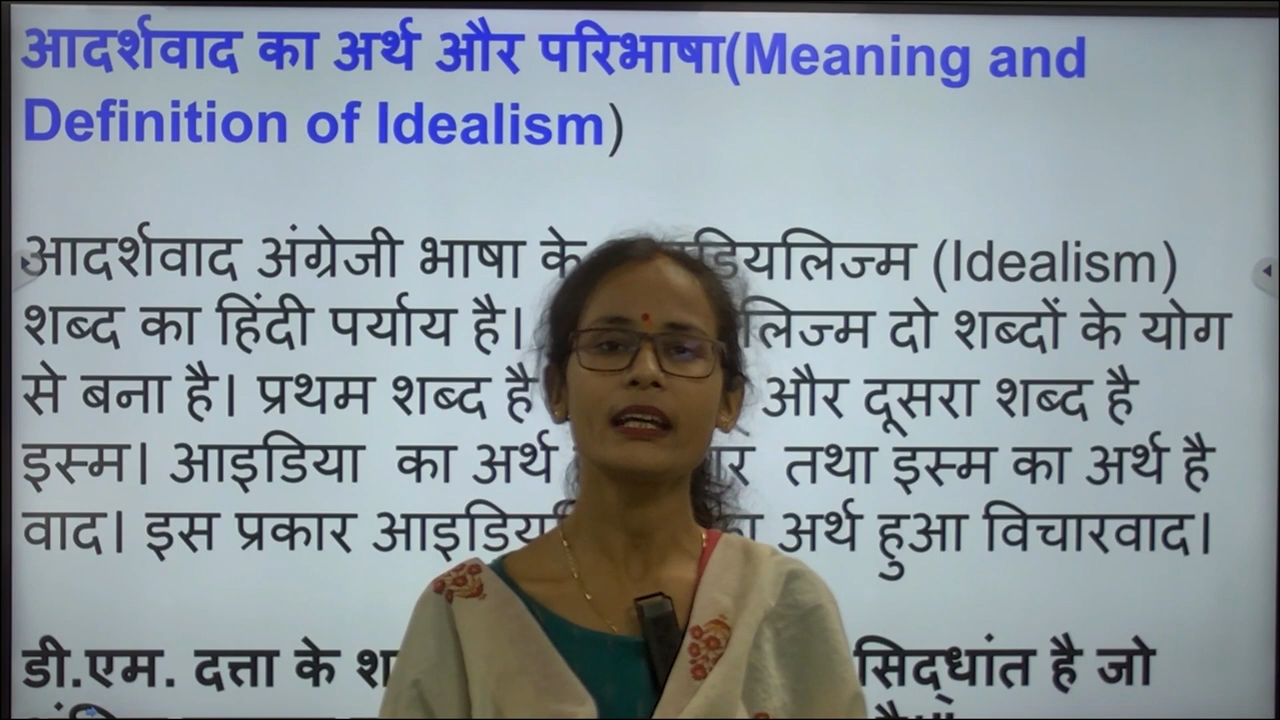 आदर्शवाद का अर्थ और परिभाषा(Meaning and
Definition of Idealism)
आदर्शवाद अंग्रेजी भाषा के डियलिज्म (Idealism)
शब्द का हिंदी पर्याय है। लिज्म दो शब्दों के योग
से बना है। प्रथम शब्द है और दूसरा शब्द है
इस्म। आइडिया का अर्थ तथा इस्म का अर्थ है
वाद। इस प्रकार अर्थ हुआ विचारवाद।
डी.एम. दत्ता के सिद्धांत है जो